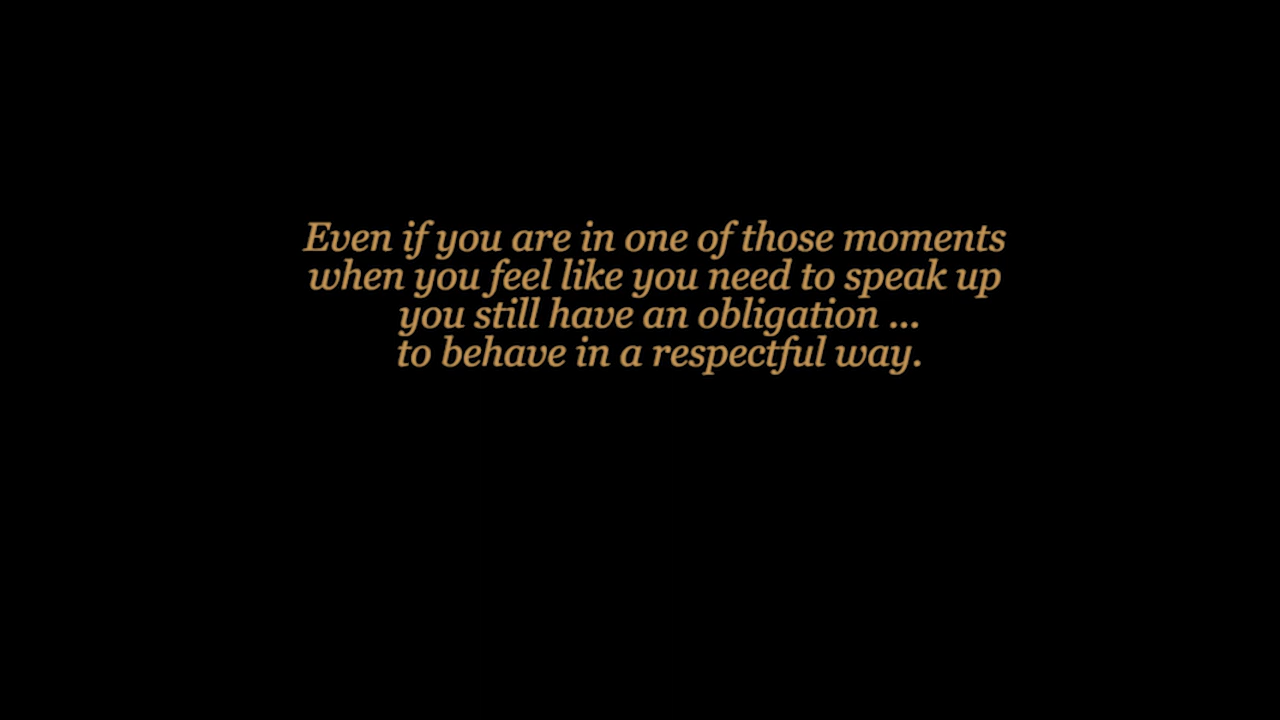 Even if you are in one of those moments
when you feel like you need to speak up
you still have an obligation ...
to behave in a respectful way.